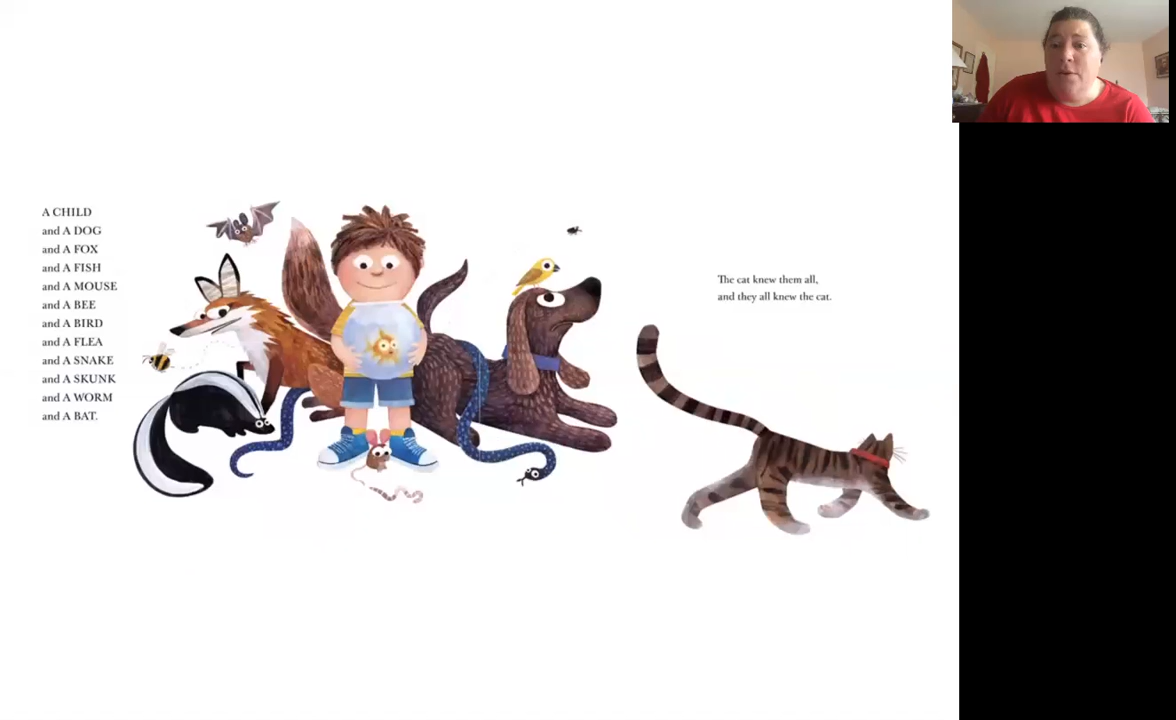 A CHILD
and A DOG
and A FOX
and A FISH
and A MOUSE
and A BEE
and A BIRD
and A FLEA
and A SNAKE
and A SKUNK
and A WORM
and A BAT.
The cat knew them all,
and they all knew the cat.